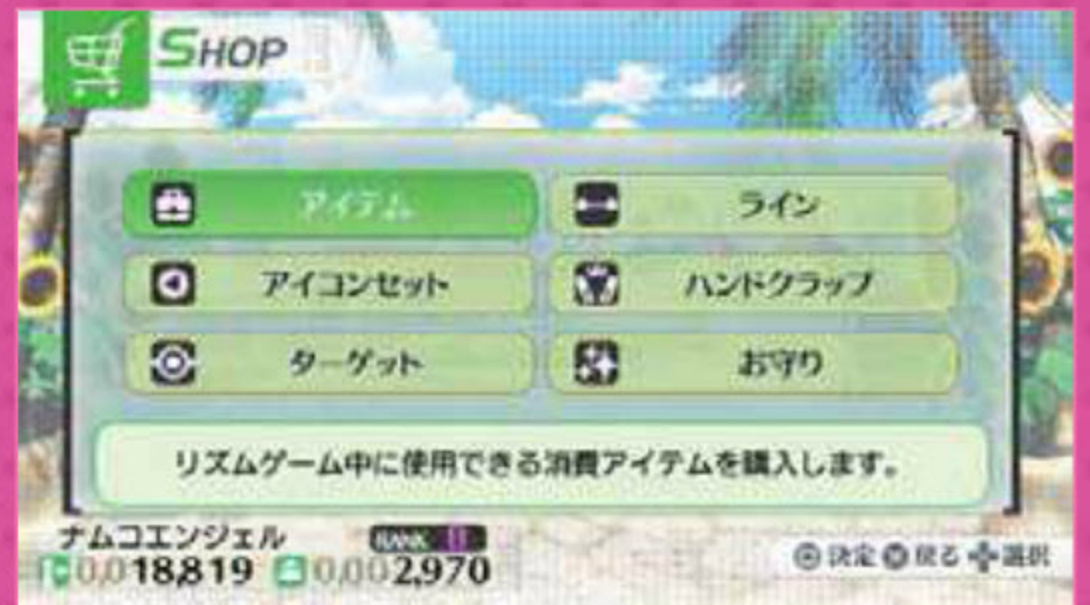 SHOP
アイテム
ライン
アイコンセット
ハンドクラップ
ターゲット
お守り
リズムゲーム中に使用できる消費アイテムを購入します。
ナムコエンジェル RANK
0,018,819 0,002,970
決定 戻る 選択